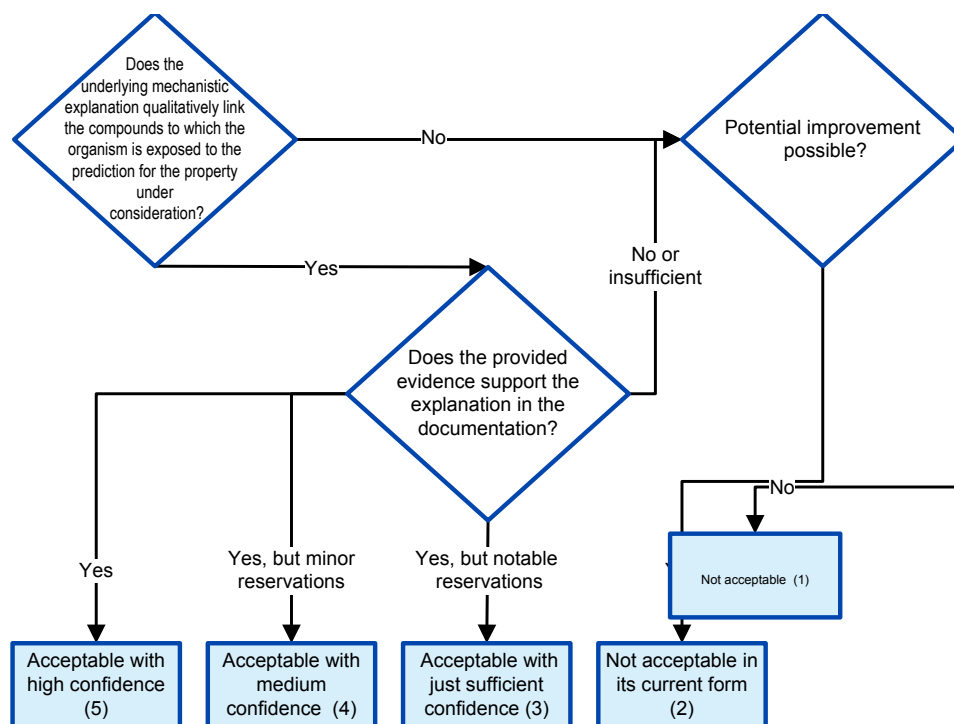 Does the
underlying mechanistic
explanation qualitatively link
the compounds to which the
organism is exposed to the
prediction for the property
under
consideration?
No
Potential improvement
possible?
Yes
No or
insufficient
Does the provided
evidence support the
explanation in the
documentation?
No
Yes
Yes, but minor
reservations
Yes, but notable
reservations
Not acceptable (1)
Acceptable with
high confidence
(5)
Acceptable with
medium
confidence (4)
Acceptable with
just sufficient
confidence (3)
Not acceptable in
its current form
(2)